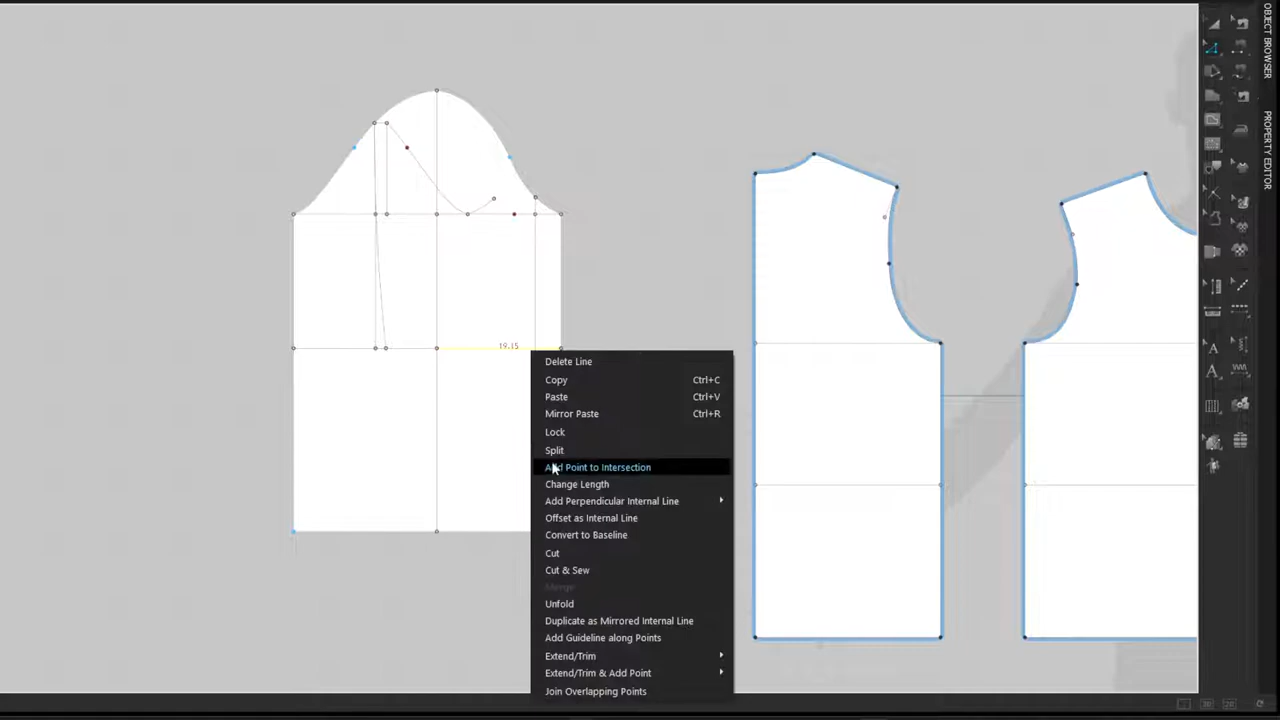 OBJECT BROWSER
PROPERTY EDITOR
19.15
Delete Line
Copy Ctrl+C
Paste Ctrl+V
Mirror Paste Ctrl+R
Lock
Split
Add Point to Intersection
Change Length
Add Perpendicular Internal Line
Offset as Internal Line
Convert to Baseline
Cut
Cut & Sew
Merge
Unfold
Duplicate as Mirrored Internal Line
Add Guideline along Points
Extend/Trim
Extend/Trim & Add Point
Join Overlapping Points